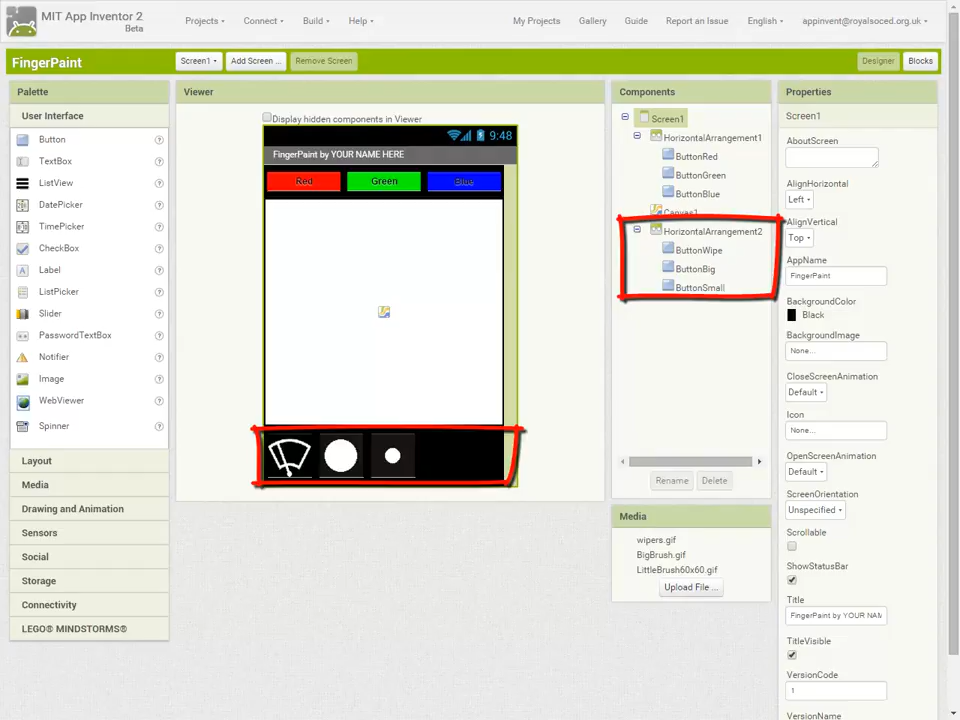 MIT App Inventor 2
Beta
Projects Connect Build Help My Projects Gallery Guide Report an Issue English appinvent@royalsoced.org.uk
FingerPaint Screen1 Add Screen ... Remove Screen Designer Blocks
Palette
User Interface
Button
TextBox
ListView
DatePicker
TimePicker
CheckBox
Label
ListPicker
Slider
PasswordTextBox
Notifier
Image
WebViewer
Spinner
Layout
Media
Drawing and Animation
Sensors
Social
Storage
Connectivity
LEGO® MINDSTORMS®
Viewer
Display hidden components in Viewer
9:48
FingerPaint by YOUR NAME HERE
Red Green Blue
Components
Screen1
HorizontalArrangement1
ButtonRed
ButtonGreen
ButtonBlue
Canvas1
HorizontalArrangement2
ButtonWipe
ButtonBig
ButtonSmall
Rename Delete
Media
wipers.gif
BigBrush.gif
LittleBrush60x60.gif
Upload File ...
Properties
Screen1
AboutScreen
AlignHorizontal
Left
AlignVertical
Top
AppName
FingerPaint
BackgroundColor
Black
BackgroundImage
None...
CloseScreenAnimation
Default
Icon
None...
OpenScreenAnimation
Default
ScreenOrientation
Unspecified
Scrollable
ShowStatusBar
Title
FingerPaint by YOUR NAM
TitleVisible
VersionCode
1
VersionName